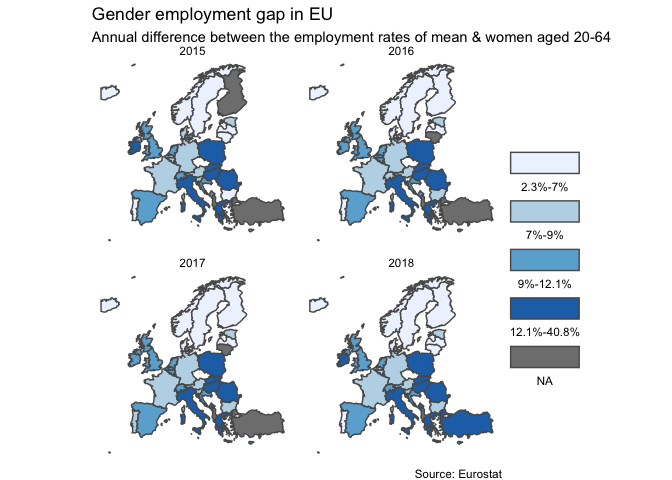 Gender employment gap in EU
Annual difference between the employment rates of mean & women aged 20-64
2015
2016
2.3%-7%
7%-9%
2017
2018
9%-12.1%
12.1%-40.8%
NA
Source: Eurostat